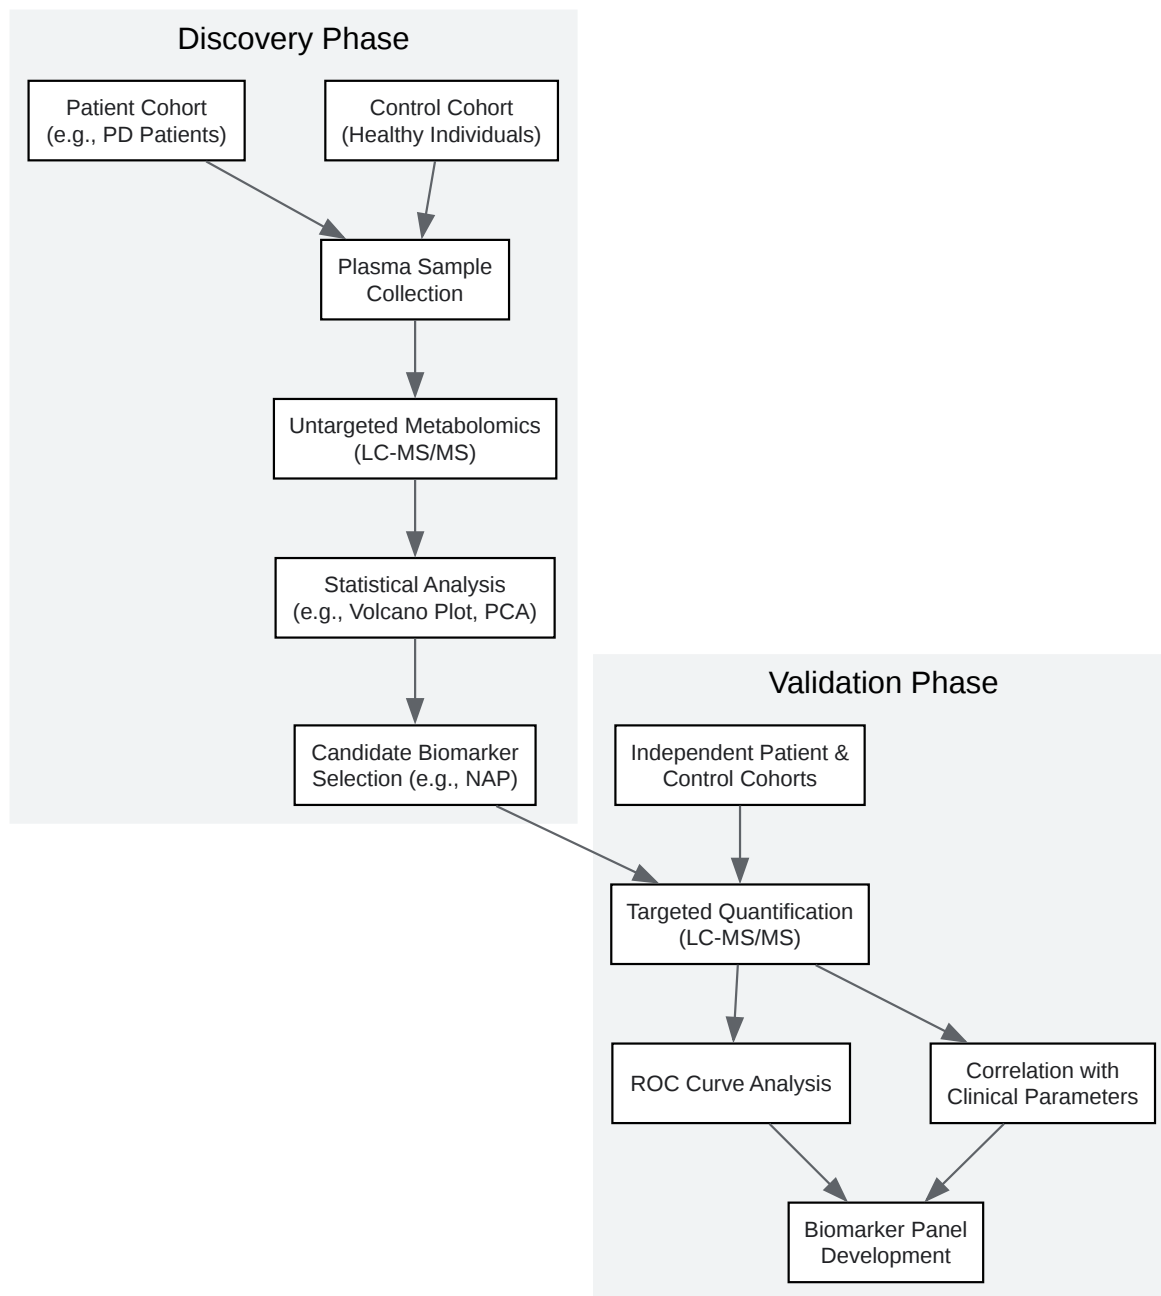 Discovery Phase
Patient Cohort
(e.g., PD Patients)
Control Cohort
(Healthy Individuals)
Plasma Sample
Collection
Untargeted Metabolomics
(LC-MS/MS)
Statistical Analysis
(e.g., Volcano Plot, PCA)
Candidate Biomarker
Selection (e.g., NAP)
Validation Phase
Independent Patient &
Control Cohorts
Targeted Quantification
(LC-MS/MS)
ROC Curve Analysis
Correlation with
Clinical Parameters
Biomarker Panel
Development